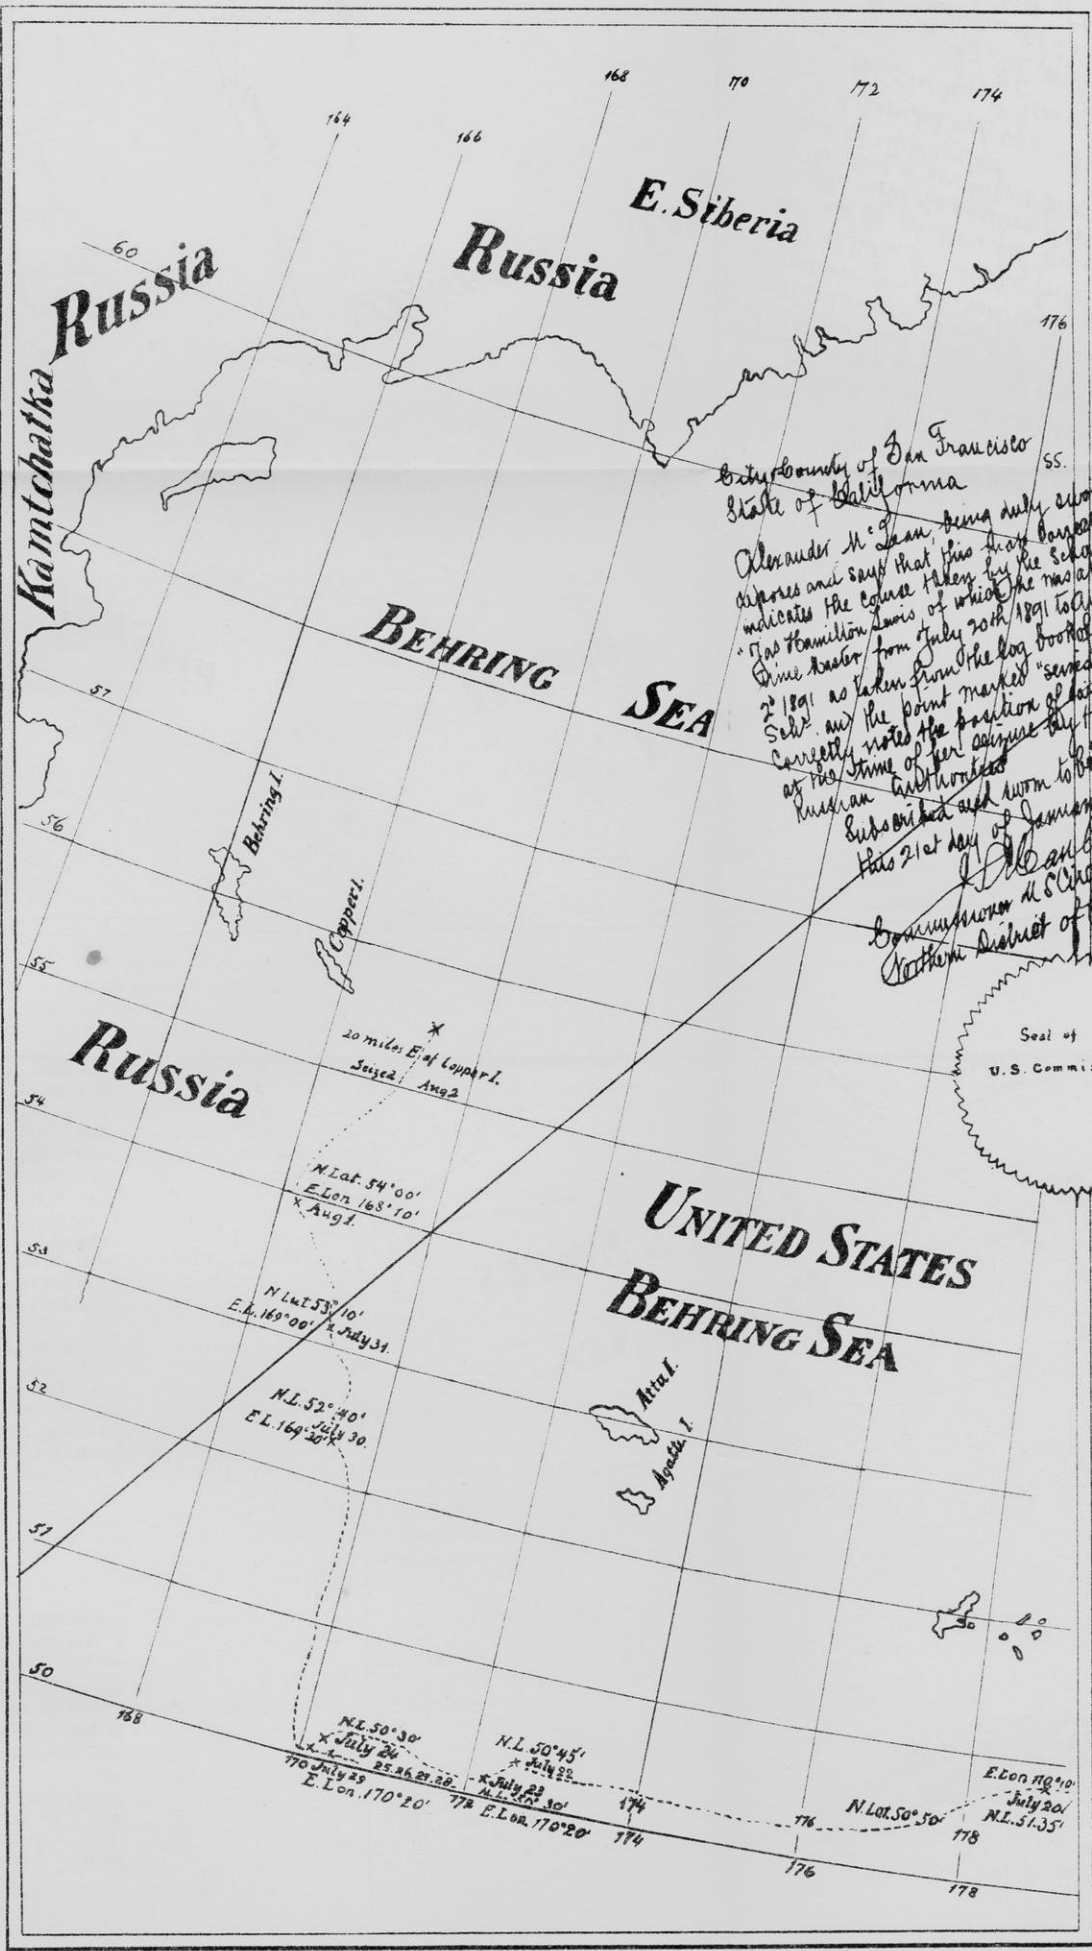 164
166
168
170
172
174
E. Siberia
Russia
60
Russia
Kamtchatka
176
55.
City & County of San Francisco
State of California
Alexander McLean, being duly
deposes and says that this
indicates the course taken by the
"Jas Hamilton Lewis of which he was
time Master from July 20th 1891 to
2d 1891 as taken from the log book of
Schr. and the point marked "seized
correctly notes the position of
at the time of her seizure by
Russian Authorities
Subscribed and sworn to
this 21st day of
Commissioner U S
Northern District of
Seal of
U.S.
BEHRING SEA
57
56
Behring I.
Copper I.
55
20 miles E. of Copper I.
Seized Aug 2
Russia
54
N. Lat. 54°00'
E. Lon 168°10'
Aug 1.
UNITED STATES
BEHRING SEA
53
N Lat 53°10'
E.L. 169°00' July 31.
52
N.L. 52°40'
July 30.
E L. 169°30'
Attu I.
Agattu. I.
51
50
168
N.L. 50°30'
July 24
25.26.27.28.
170 July 29
E. Lon. 170°20'
172
N.L. 50°45'
July 22
July 23
E. Lon 170°20'
174
174
176
176
N. Lat. 50°50'
178
178
July 20
N.L. 51.35'